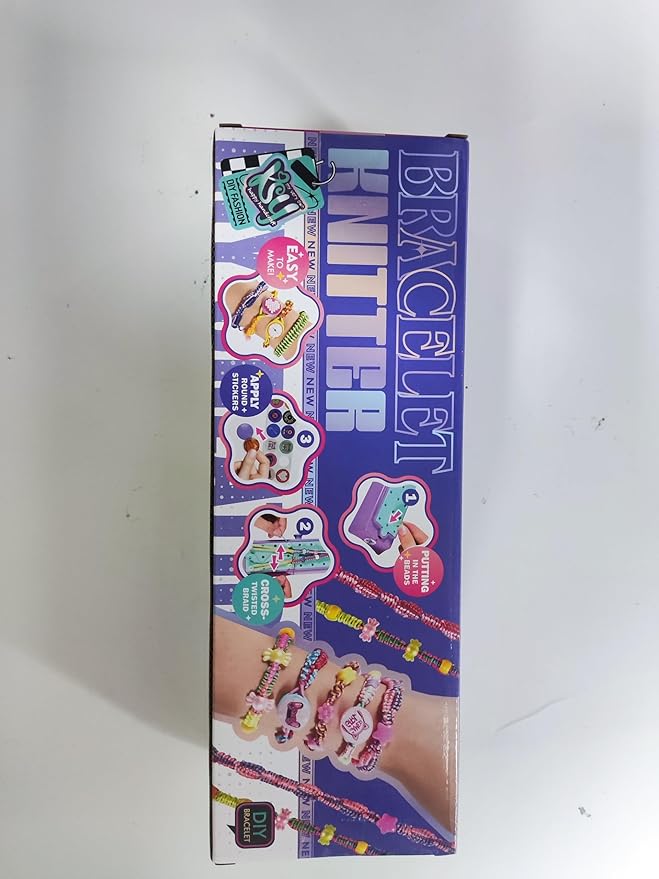 BRACELET
KNITTER
DIY FASHION
EASY
TO
MAKE!
1
PUTTING
IN THE
BEADS
2
CROSS-
TWISTED
BRAID
3
APPLY
ROUND
STICKERS
NEW NEW NEW NEW
DIY
BRACELET